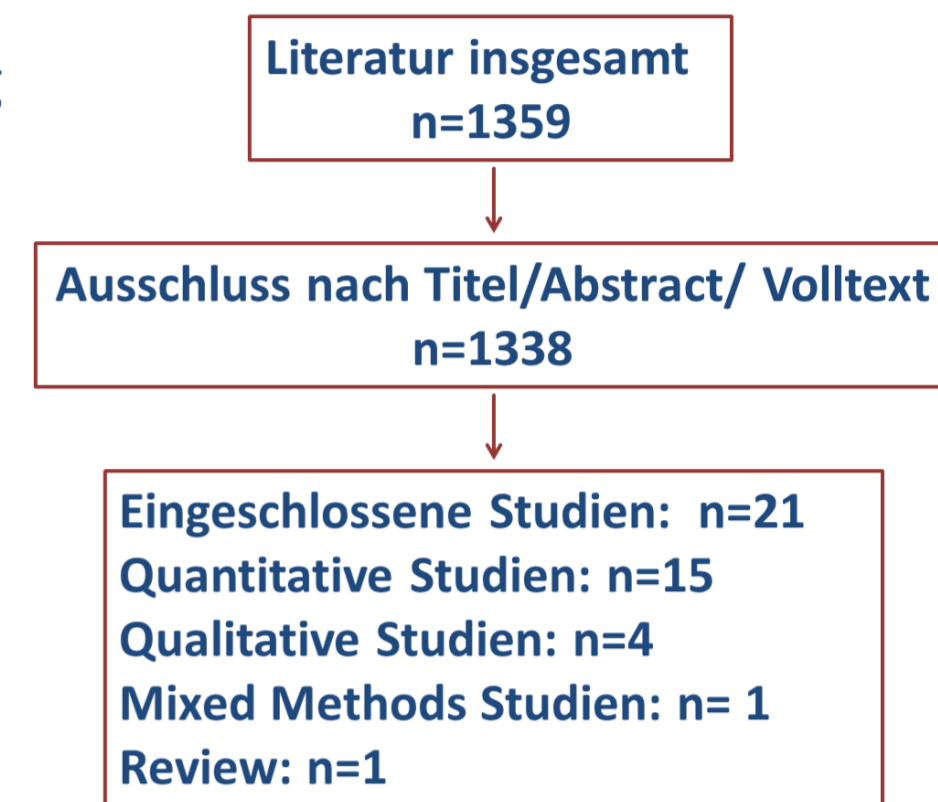 Literatur insgesamt
n=1359
Ausschluss nach Titel/Abstract/ Volltext
n=1338
Eingeschlossene Studien:  n=21
Quantitative Studien: n=15
Qualitative Studien: n=4
Mixed Methods Studien: n= 1
Review: n=1